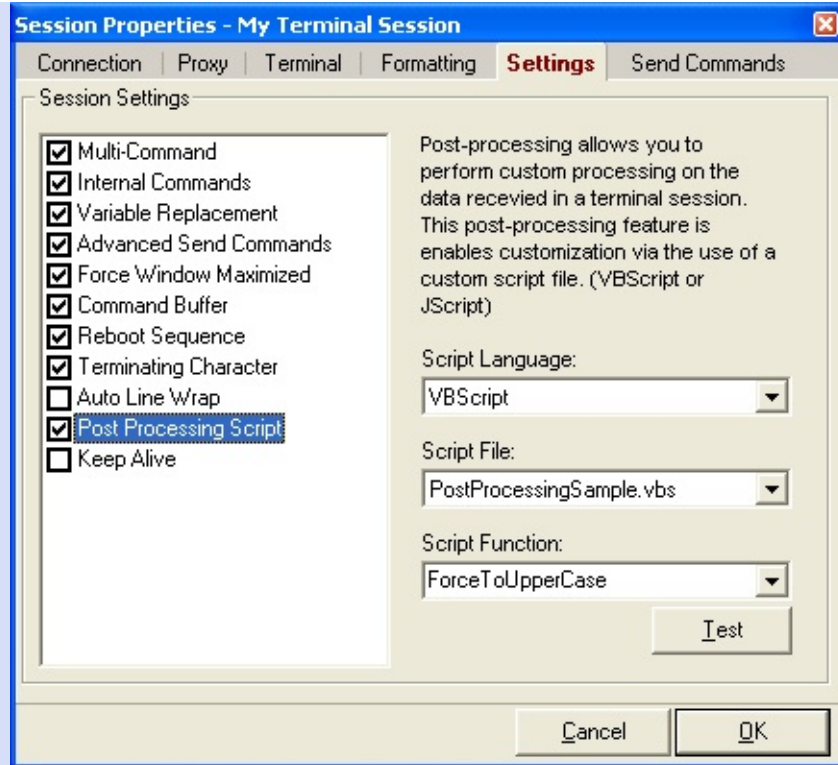 Session Properties - My Terminal Session
Connection Proxy Terminal Formatting Settings Send Commands
Session Settings
Multi-Command
Internal Commands
Variable Replacement
Advanced Send Commands
Force Window Maximized
Command Buffer
Reboot Sequence
Terminating Character
Auto Line Wrap
Post Processing Script
Keep Alive
Post-processing allows you to
perform custom processing on the
data recevied in a terminal session.
This post-processing feature is
enables customization via the use of a
custom script file. (VBScript or
JScript)
Script Language:
VBScript
Script File:
PostProcessingSample.vbs
Script Function:
ForceToUpperCase
Test
Cancel OK